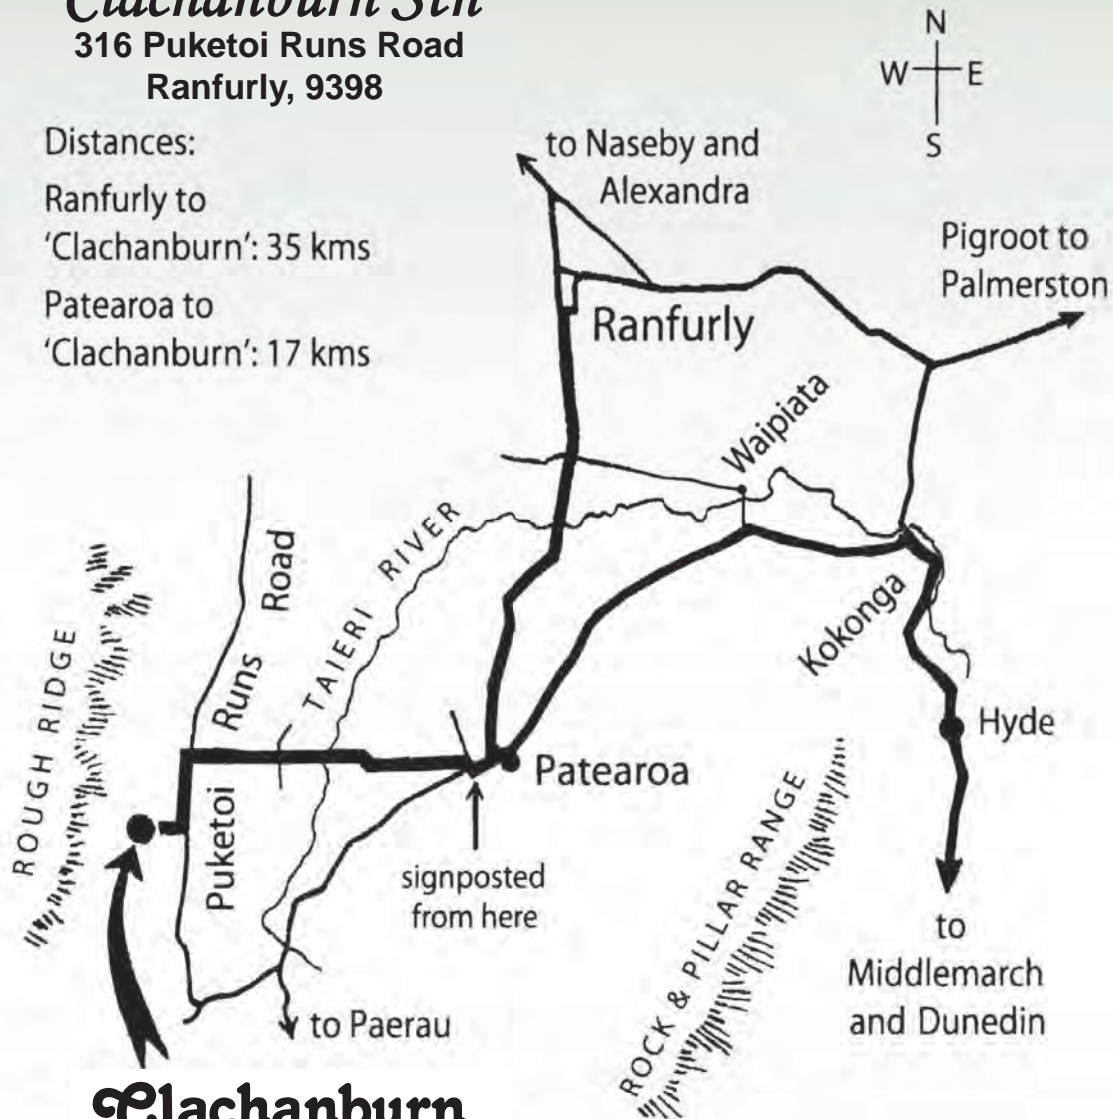 Clachanburn Stn
316 Puketoi Runs Road
Ranfurly, 9398
Distances:
Ranfurly to
‘Clachanburn’: 35 kms
Patearoa to
‘Clachanburn’: 17 kms
N
W E
S
to Naseby and
Alexandra
Pigroot to
Palmerston
Ranfurly
Waipiata
TAIERI RIVER
Road
Runs
Puketoi
ROUGH RIDGE
Kokonga
Hyde
Patearoa
signposted
from here
ROCK & PILLAR RANGE
to
Middlemarch
and Dunedin
to Paerau
Clachanburn